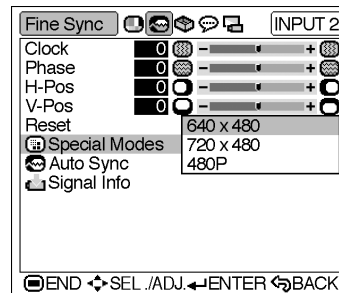 Fine Sync INPUT 2
Clock 0 - +
Phase 0 - +
H-Pos 0 - +
V-Pos 0 - +
Reset 640 x 480
Special Modes 720 x 480
Auto Sync 480P
Signal Info
END SEL./ADJ. ENTER BACK